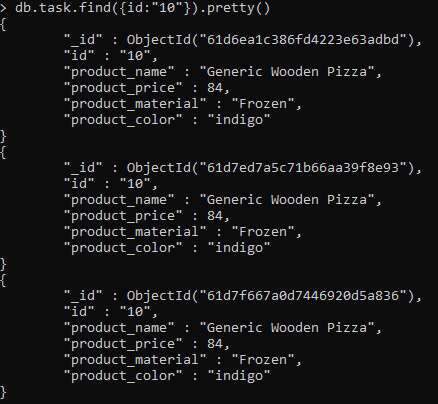 > db.task.find({id:"10"}).pretty()
{
"_id" : ObjectId("61d6ea1c386fd4223e63adbd"),
"id" : "10",
"product_name" : "Generic Wooden Pizza",
"product_price" : 84,
"product_material" : "Frozen",
"product_color" : "indigo"
}
{
"_id" : ObjectId("61d7ed7a5c71b66aa39f8e93"),
"id" : "10",
"product_name" : "Generic Wooden Pizza",
"product_price" : 84,
"product_material" : "Frozen",
"product_color" : "indigo"
}
{
"_id" : ObjectId("61d7f667a0d7446920d5a836"),
"id" : "10",
"product_name" : "Generic Wooden Pizza",
"product_price" : 84,
"product_material" : "Frozen",
"product_color" : "indigo"
}